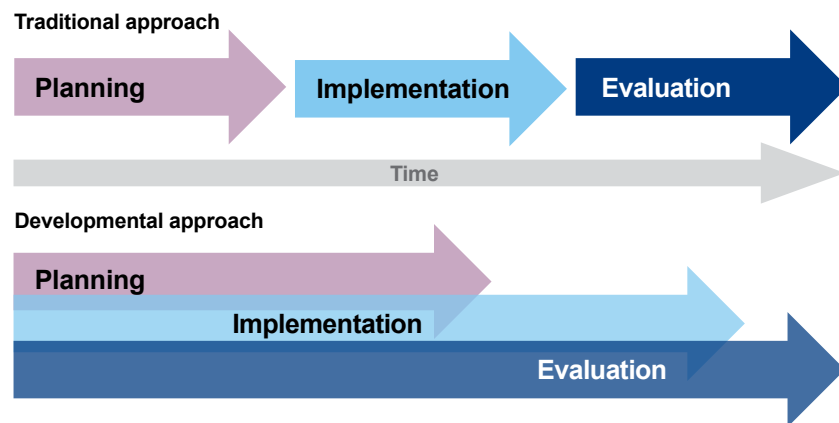 Traditional approach
Planning
Implementation
Evaluation
Time
Developmental approach
Planning
Implementation
Evaluation